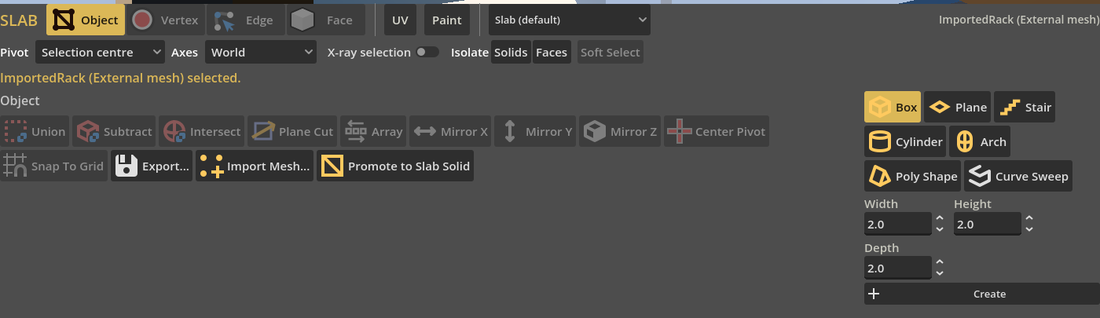 SLAB Object Vertex Edge Face UV Paint Slab (default) ImportedRack (External mesh)
Pivot Selection centre Axes World X-ray selection Isolate Solids Faces Soft Select
ImportedRack (External mesh) selected.
Object
Union Subtract Intersect Plane Cut Array Mirror X Mirror Y Mirror Z Center Pivot
Snap To Grid Export... Import Mesh... Promote to Slab Solid
Box Plane Stair
Cylinder Arch
Poly Shape Curve Sweep
Width Height
2.0 2.0
Depth
2.0
Create